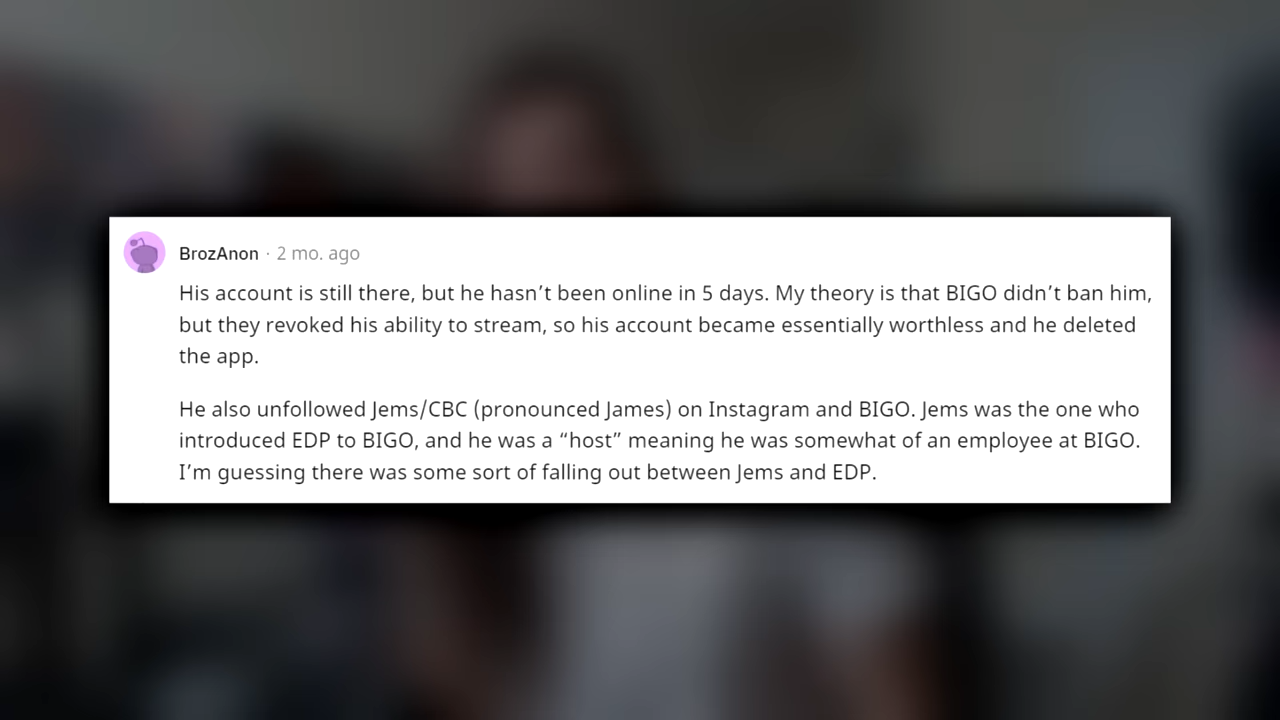 BrozAnon · 2 mo. ago
His account is still there, but he hasn’t been online in 5 days. My theory is that BIGO didn’t ban him,
but they revoked his ability to stream, so his account became essentially worthless and he deleted
the app.
He also unfollowed Jems/CBC (pronounced James) on Instagram and BIGO. Jems was the one who
introduced EDP to BIGO, and he was a “host” meaning he was somewhat of an employee at BIGO.
I’m guessing there was some sort of falling out between Jems and EDP.